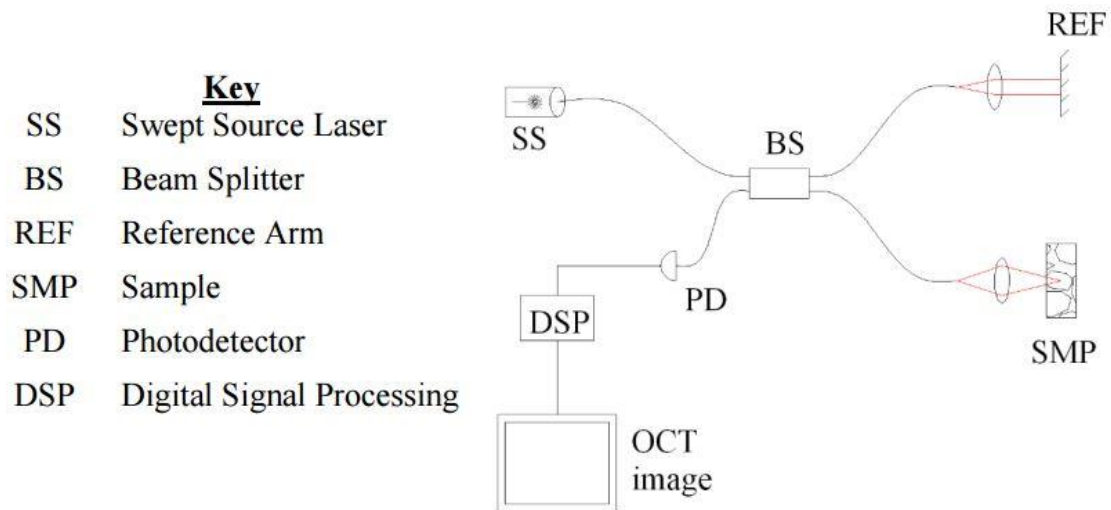 Key
SS Swept Source Laser
BS Beam Splitter
REF Reference Arm
SMP Sample
PD Photodetector
DSP Digital Signal Processing
REF
SS
BS
PD
DSP
SMP
OCT
image